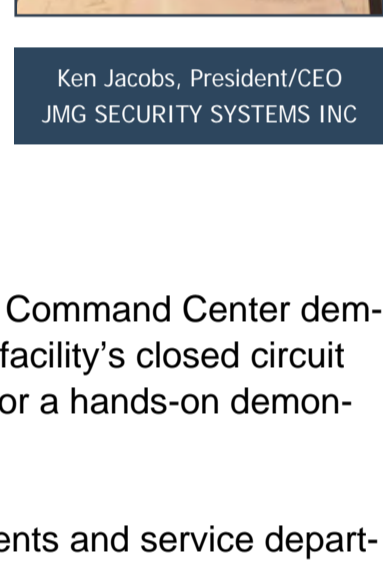 Ken Jacobs, President/CEO
JMG SECURITY SYSTEMS INC
Command Center dem-
facility’s closed circuit
or a hands-on demon-
ents and service depart-